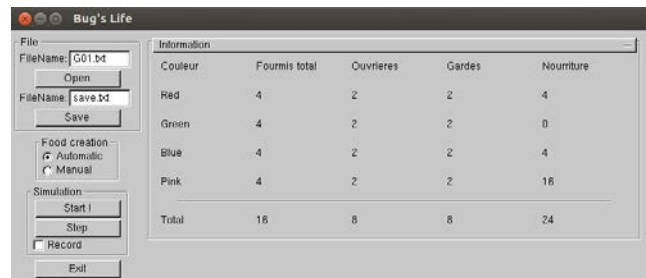 Bug's Life
File
FileName: G01.txt
Open
FileName: save.txt
Save
Food creation
Automatic
Manual
Simulation
Start !
Step
Record
Exit
Information
Couleur Fourmis total Ouvrieres Gardes Nourriture
Red 4 2 2 4
Green 4 2 2 0
Blue 4 2 2 4
Pink 4 2 2 16
Total 16 8 8 24